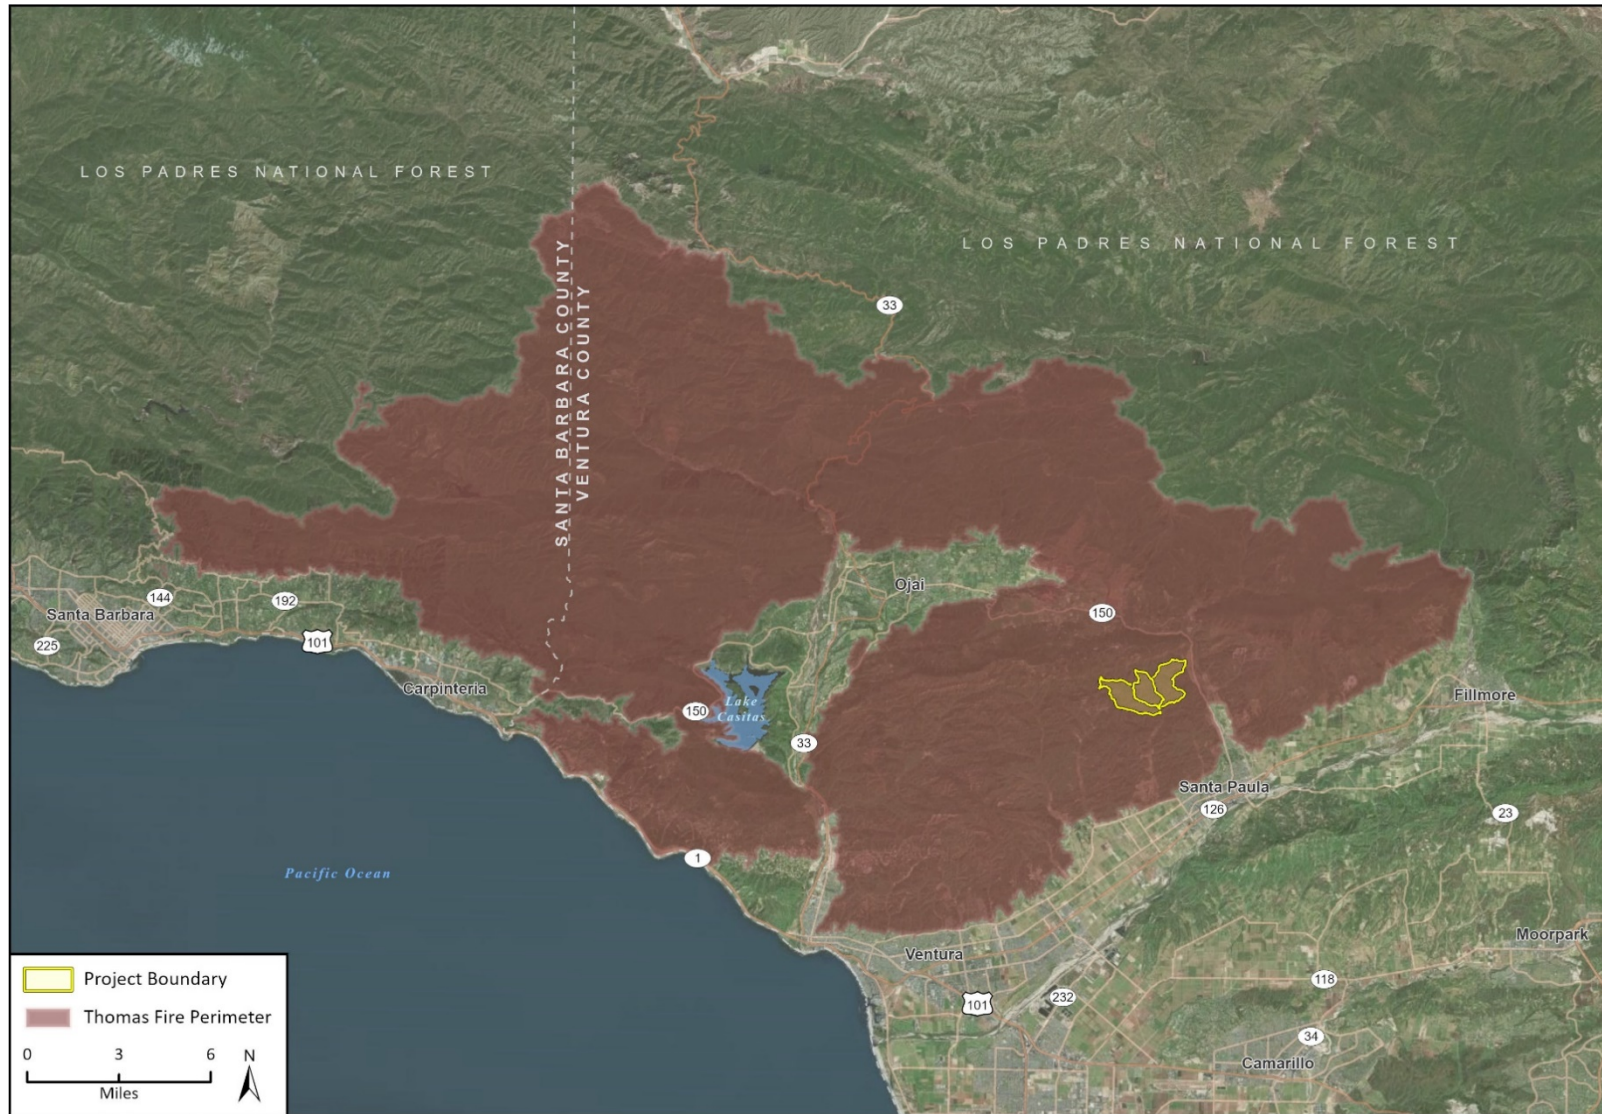 LOS PADRES NATIONAL FOREST
LOS PADRES NATIONAL FOREST
SANTA BARBARA COUNTY
VENTURA COUNTY
33
Ojai
150
Santa Barbara
144
192
225
101
Carpinteria
150
Lake
Casitas
33
Fillmore
Santa Paula
126
23
1
Pacific Ocean
Ventura
Moorpark
118
101
232
34
Camarillo
Project Boundary
Thomas Fire Perimeter
0 3 6
Miles
N